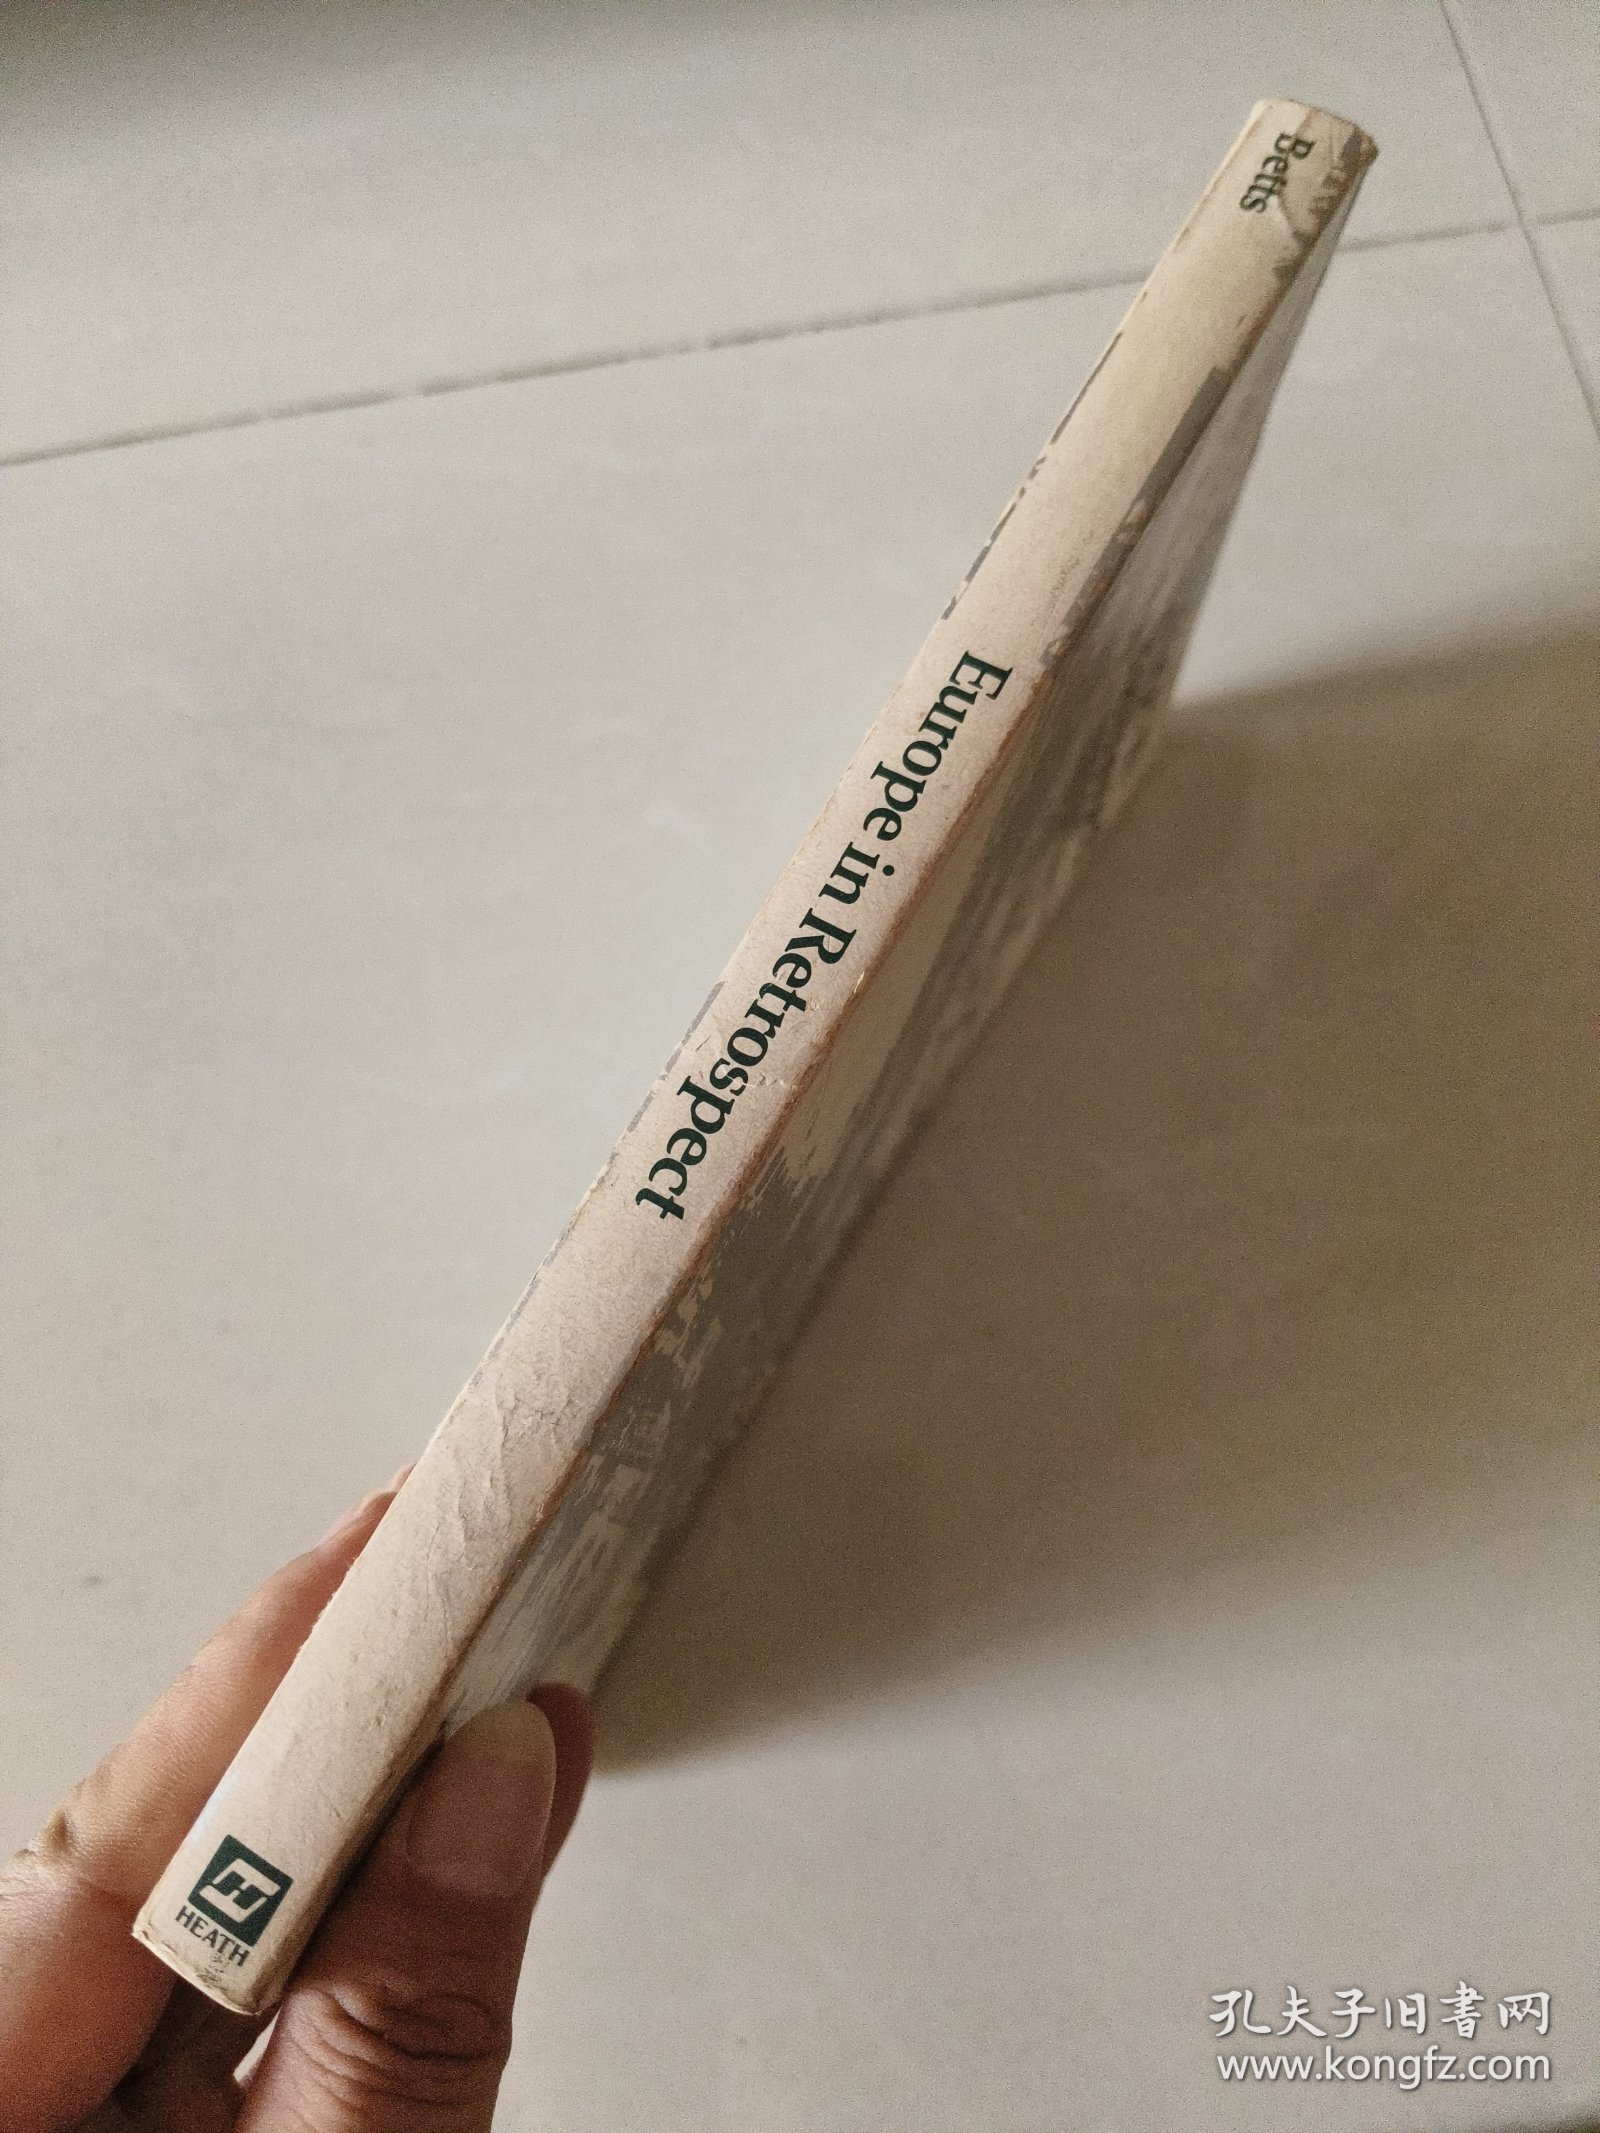 Betts
Europe in Retrospect
HEATH
孔夫子旧书网
www.kongfz.com